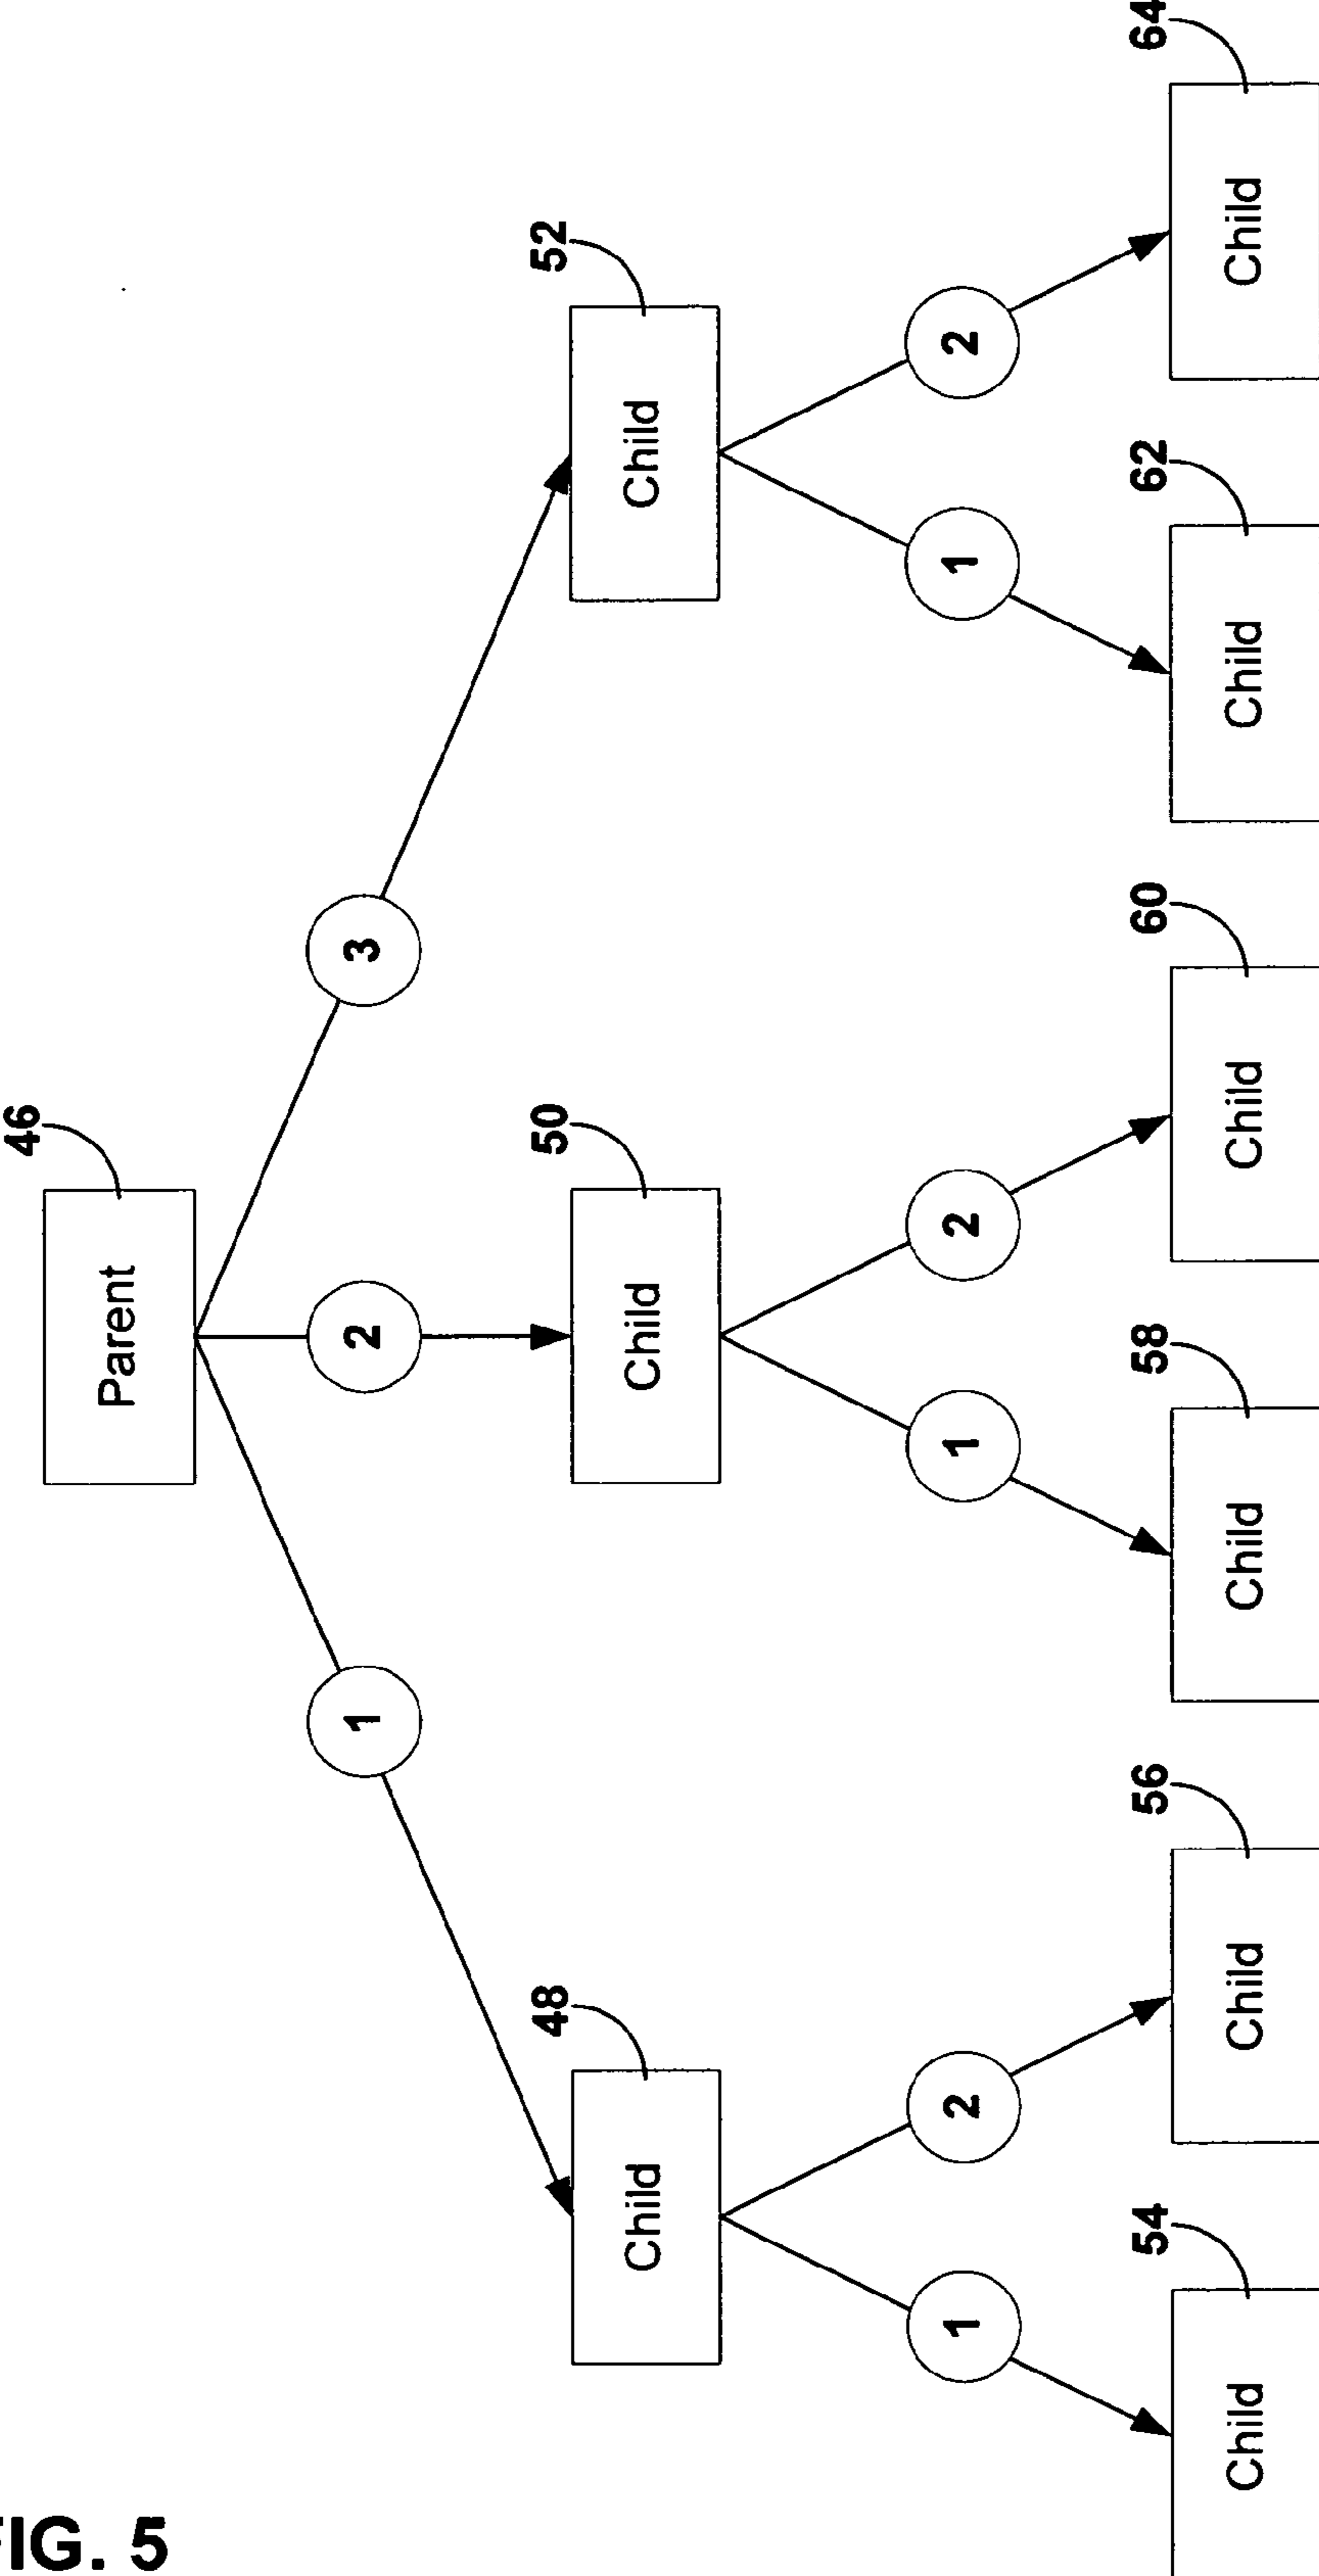 FIG. 5
46
Parent
1 2 3
48 50 52
Child Child Child
1 2 1 2 1 2
54 56 58 60 62 64
Child Child Child Child Child Child